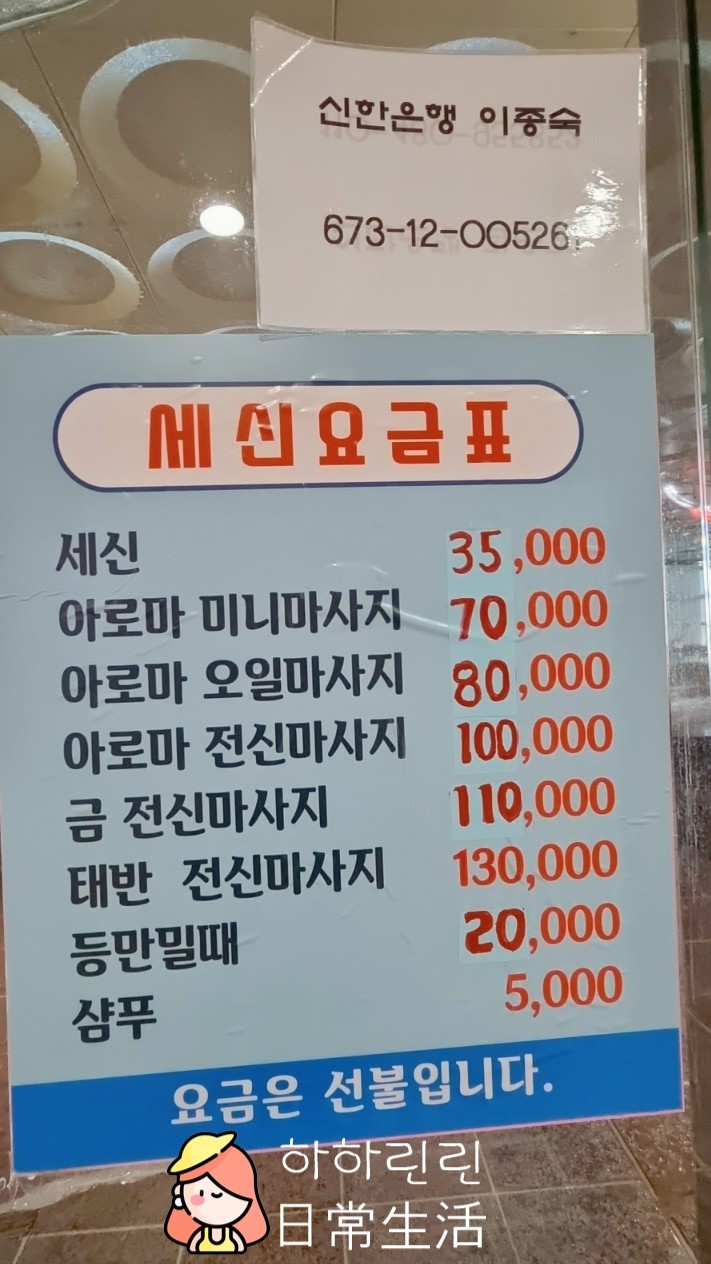 신한은행 이종숙
세신요금표
세신 35,000
아로마 미니마사지 70,000
아로마 오일마사지 80,000
아로마 전신마사지 100,000
금 전신마사지 110,000
태반 전신마사지 130,000
등만밀때 20,000
샴푸 5,000
요금은 선불입니다.
하하린린
日常生活